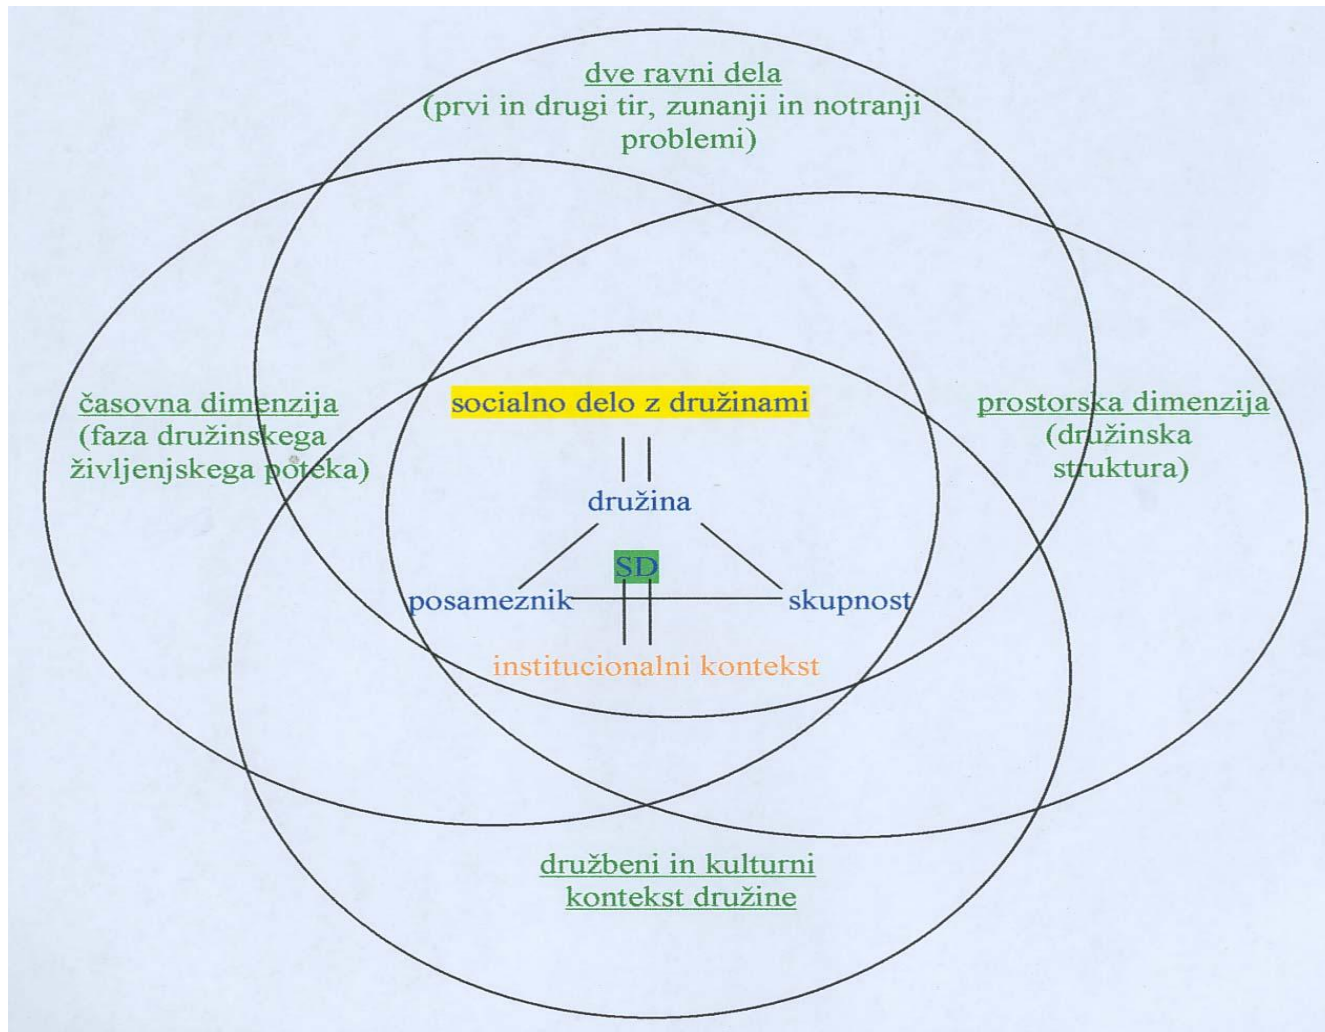 dve ravni dela
(prvi in drugi tir, zunanji in notranji
problemi)
časovna dimenzija
(faza družinskega
življenjskega poteka)
socialno delo z družinami
prostorska dimenzija
(družinska
struktura)
družina
SD
posameznik
skupnost
institucionalni kontekst
družbeni in kulturni
kontekst družine